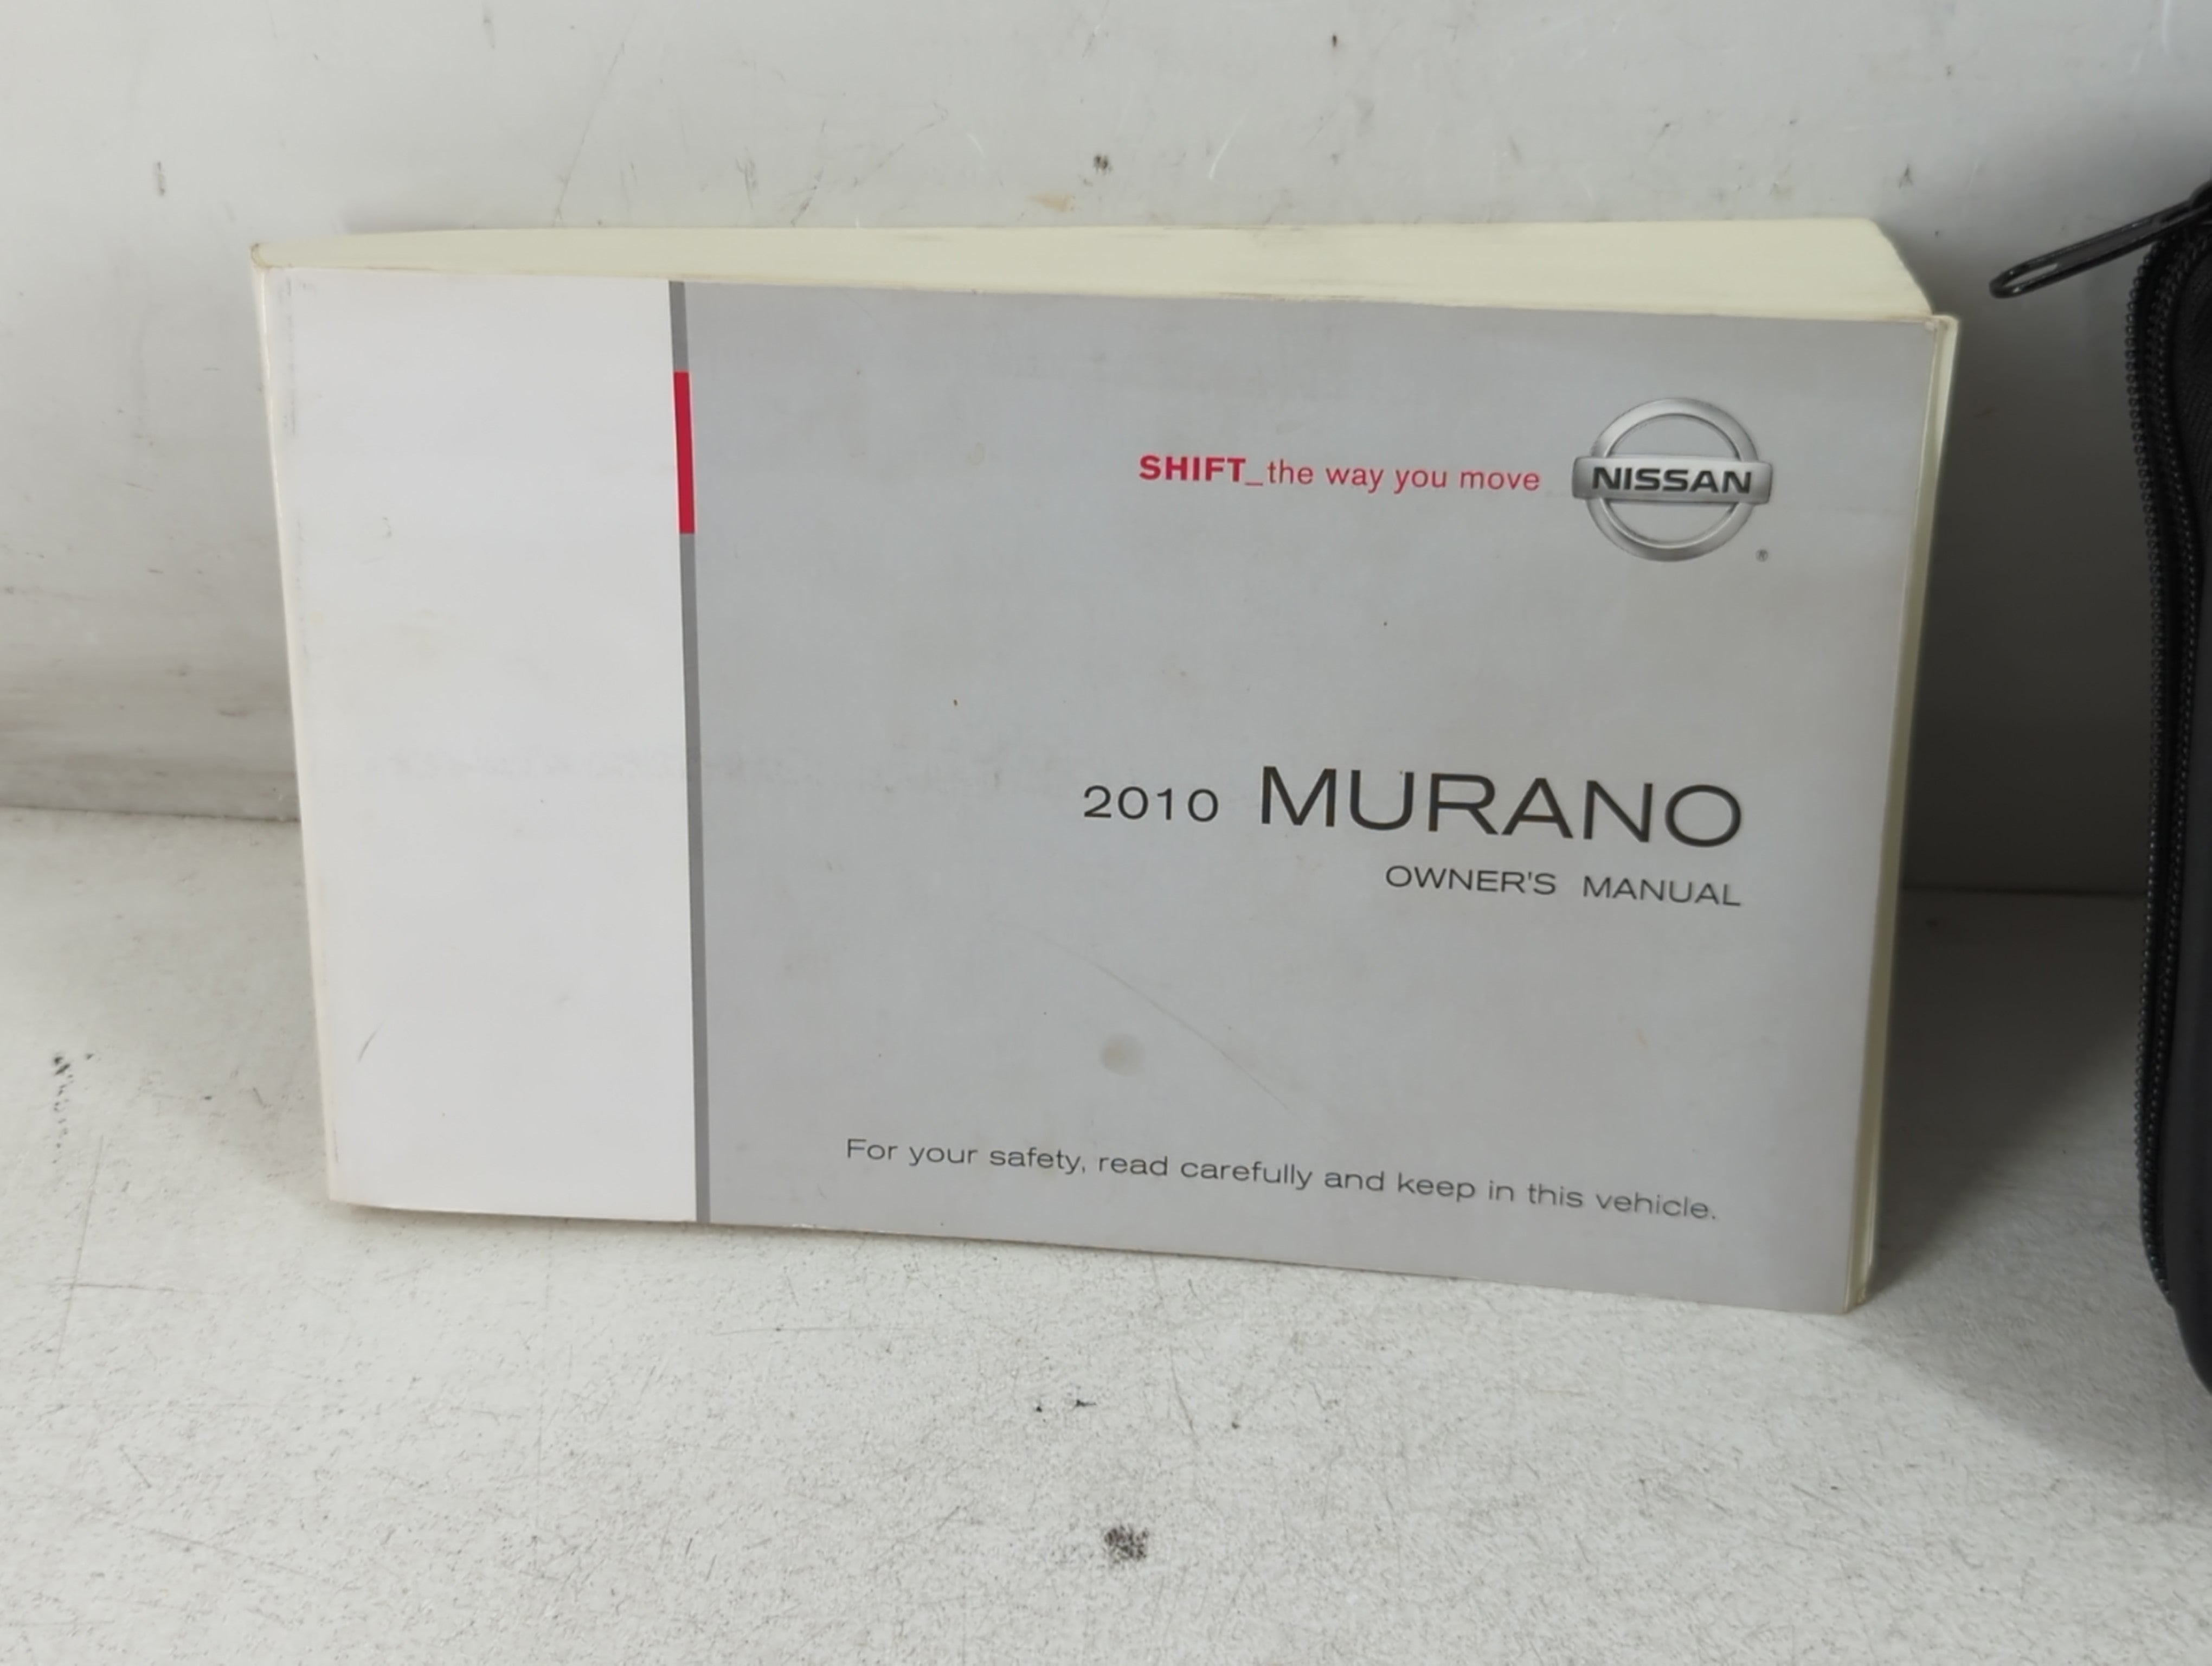 SHIFT_the way you move
NISSAN
®
2010 MURANO
OWNER'S MANUAL
For your safety, read carefully and keep in this vehicle.